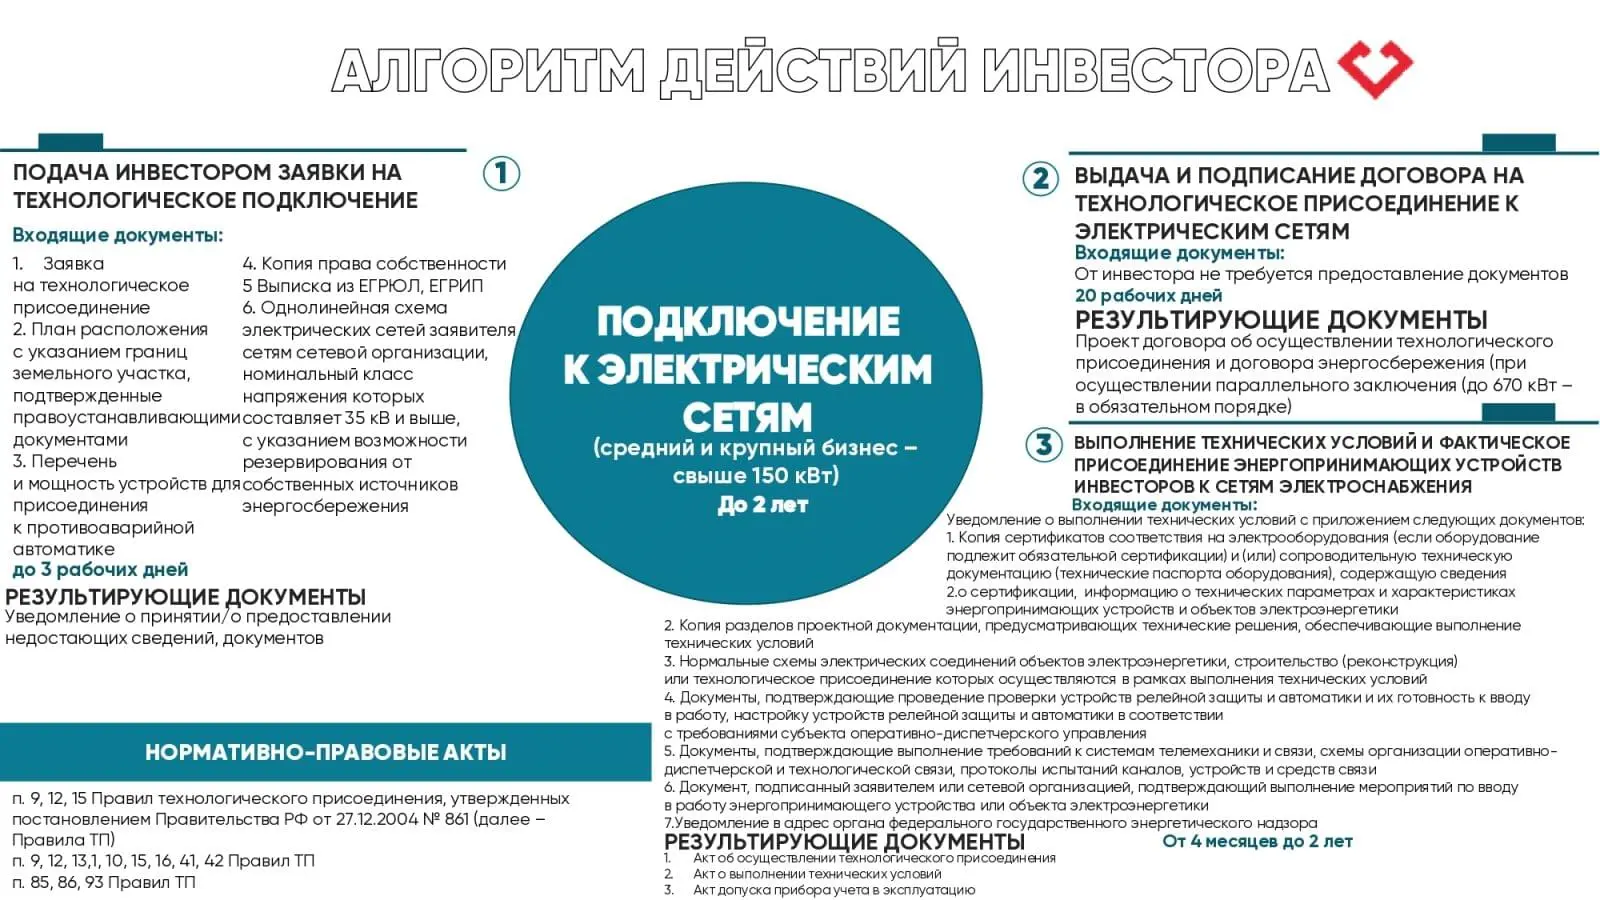 АЛГОРИТМ ДЕЙСТВИЙ ИНВЕСТОРА
1
ПОДАЧА ИНВЕСТОРОМ ЗАЯВКИ НА
ТЕХНОЛОГИЧЕСКОЕ ПОДКЛЮЧЕНИЕ
Входящие документы:
1. Заявка
на технологическое
присоединение
2. План расположения
с указанием границ
земельного участка,
подтвержденные
правоустанавливающими
документами
3. Перечень
и мощность устройств для
присоединения
к противоаварийной
автоматике
4. Копия права собственности
5 Выписка из ЕГРЮЛ, ЕГРИП
6. Однолинейная схема
электрических сетей заявителя
сетям сетевой организации,
номинальный класс
напряжения которых
составляет 35 кВ и выше,
с указанием возможности
резервирования от
собственных источников
энергосбережения
до 3 рабочих дней
РЕЗУЛЬТИРУЮЩИЕ ДОКУМЕНТЫ
Уведомление о принятии/о предоставлении
недостающих сведений, документов
ПОДКЛЮЧЕНИЕ
К ЭЛЕКТРИЧЕСКИМ
СЕТЯМ
(средний и крупный бизнес –
свыше 150 кВт)
До 2 лет
2
ВЫДАЧА И ПОДПИСАНИЕ ДОГОВОРА НА
ТЕХНОЛОГИЧЕСКОЕ ПРИСОЕДИНЕНИЕ К
ЭЛЕКТРИЧЕСКИМ СЕТЯМ
Входящие документы:
От инвестора не требуется предоставление документов
20 рабочих дней
РЕЗУЛЬТИРУЮЩИЕ ДОКУМЕНТЫ
Проект договора об осуществлении технологического
присоединения и договора энергосбережения (при
осуществлении параллельного заключения (до 670 кВт –
в обязательном порядке)
3
ВЫПОЛНЕНИЕ ТЕХНИЧЕСКИХ УСЛОВИЙ И ФАКТИЧЕСКОЕ
ПРИСОЕДИНЕНИЕ ЭНЕРГОПРИНИМАЮЩИХ УСТРОЙСТВ
ИНВЕСТОРОВ К СЕТЯМ ЭЛЕКТРОСНАБЖЕНИЯ
Входящие документы:
Уведомление о выполнении технических условий с приложением следующих документов:
1. Копия сертификатов соответствия на электрооборудования (если оборудование
подлежит обязательной сертификации) и (или) сопроводительную техническую
документацию (технические паспорта оборудования), содержащую сведения
2.о сертификации, информацию о технических параметрах и характеристиках
энергопринимающих устройств и объектов электроэнергетики
2. Копия разделов проектной документации, предусматривающих технические решения, обеспечивающие выполнение
технических условий
3. Нормальные схемы электрических соединений объектов электроэнергетики, строительство (реконструкция)
или технологическое присоединение которых осуществляются в рамках выполнения технических условий
4. Документы, подтверждающие проведение проверки устройств релейной защиты и автоматики и их готовность к вводу
в работу, настройку устройств релейной защиты и автоматики в соответствии
с требованиями субъекта оперативно-диспетчерского управления
5. Документы, подтверждающие выполнение требований к системам телемеханики и связи, схемы организации оперативно-
диспетчерской и технологической связи, протоколы испытаний каналов, устройств и средств связи
6. Документ, подписанный заявителем или сетевой организацией, подтверждающий выполнение мероприятий по вводу
в работу энергопринимающего устройства или объекта электроэнергетики
7.Уведомление в адрес органа федерального государственного энергетического надзора
РЕЗУЛЬТИРУЮЩИЕ ДОКУМЕНТЫ
От 4 месяцев до 2 лет
1. Акт об осуществлении технологического присоединения
2. Акт о выполнении технических условий
3. Акт допуска прибора учета в эксплуатацию
НОРМАТИВНО-ПРАВОВЫЕ АКТЫ
п. 9, 12, 15 Правил технологического присоединения, утвержденных
постановлением Правительства РФ от 27.12.2004 № 861 (далее –
Правила ТП)
п. 9, 12, 13,1, 10, 15, 16, 41, 42 Правил ТП
п. 85, 86, 93 Правил ТП